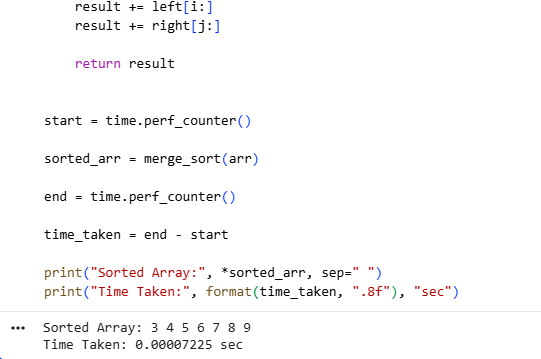 result += left[i:]
result += right[j:]
return result
start = time.perf_counter()
sorted_arr = merge_sort(arr)
end = time.perf_counter()
time_taken = end - start
print("Sorted Array:", *sorted_arr, sep=" ")
print("Time Taken:", format(time_taken, ".8f"), "sec")
Sorted Array: 3 4 5 6 7 8 9
Time Taken: 0.00007225 sec